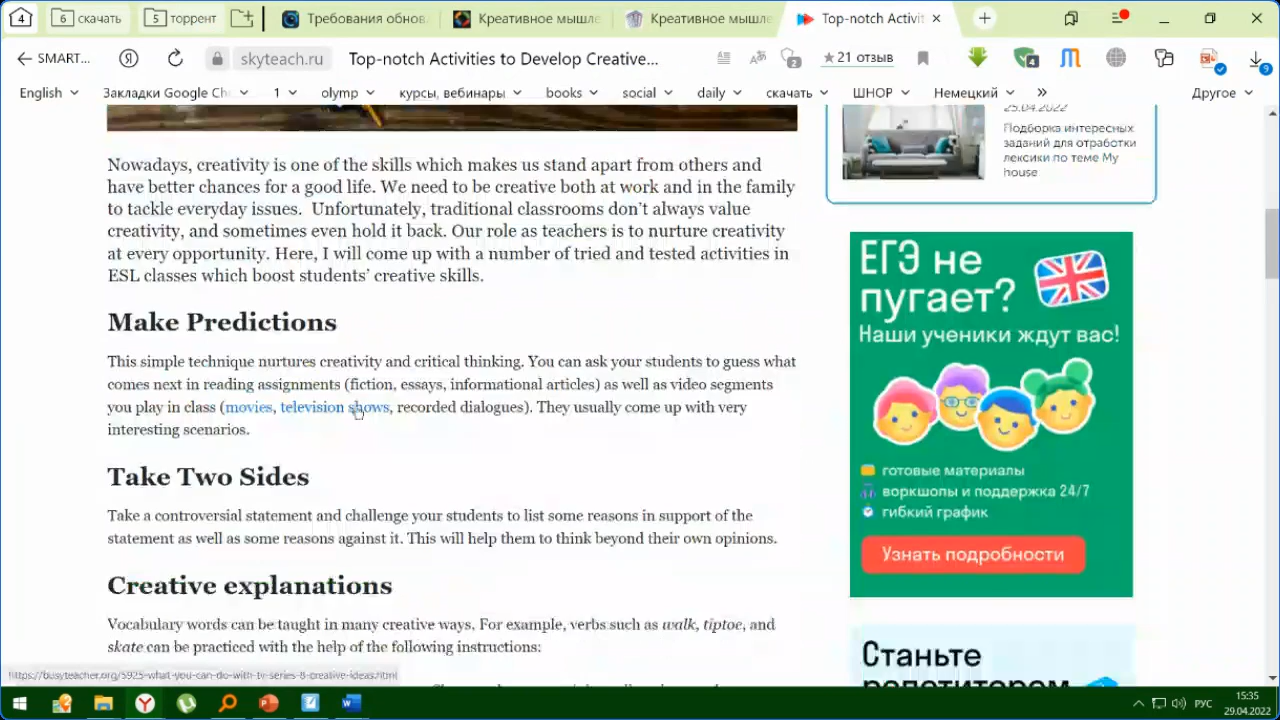 4
6
скачать
5
торрент
Требования обнов
Креативное мышле
Креативное мышле
Top-notch Activit
SMART...
skyteach.ru
Top-notch Activities to Develop Creative...
2
★ 21 отзыв
4
9
English
Закладки Google Ch
1
olymp
курсы, вебинары
books
social
daily
скачать
ШНОР
Немецкий
»
Другое
Nowadays, creativity is one of the skills which makes us stand apart from others and
have better chances for a good life. We need to be creative both at work and in the family
to tackle everyday issues.  Unfortunately, traditional classrooms don't always value
creativity, and sometimes even hold it back. Our role as teachers is to nurture creativity
at every opportunity. Here, I will come up with a number of tried and tested activities in
ESL classes which boost students' creative skills.
Make Predictions
This simple technique nurtures creativity and critical thinking. You can ask your students to guess what
comes next in reading assignments (fiction, essays, informational articles) as well as video segments
you play in class (movies, television shows, recorded dialogues). They usually come up with very
interesting scenarios.
Take Two Sides
Take a controversial statement and challenge your students to list some reasons in support of the
statement as well as some reasons against it. This will help them to think beyond their own opinions.
Creative explanations
Vocabulary words can be taught in many creative ways. For example, verbs such as walk, tiptoe, and
skate can be practiced with the help of the following instructions:
https://busyteacher.org/5925-what-you-can-do-with-tv-series-8-creative-ideas.html
25.04.2022
Подборка интересных
заданий для отработки
лексики по теме My
house
ЕГЭ не
пугает?
Наши ученики ждут вас!
готовые материалы
воркшопы и поддержка 24/7
гибкий график
Узнать подробности
Станьте
репетитором
РУС
15:35
29.04.2022